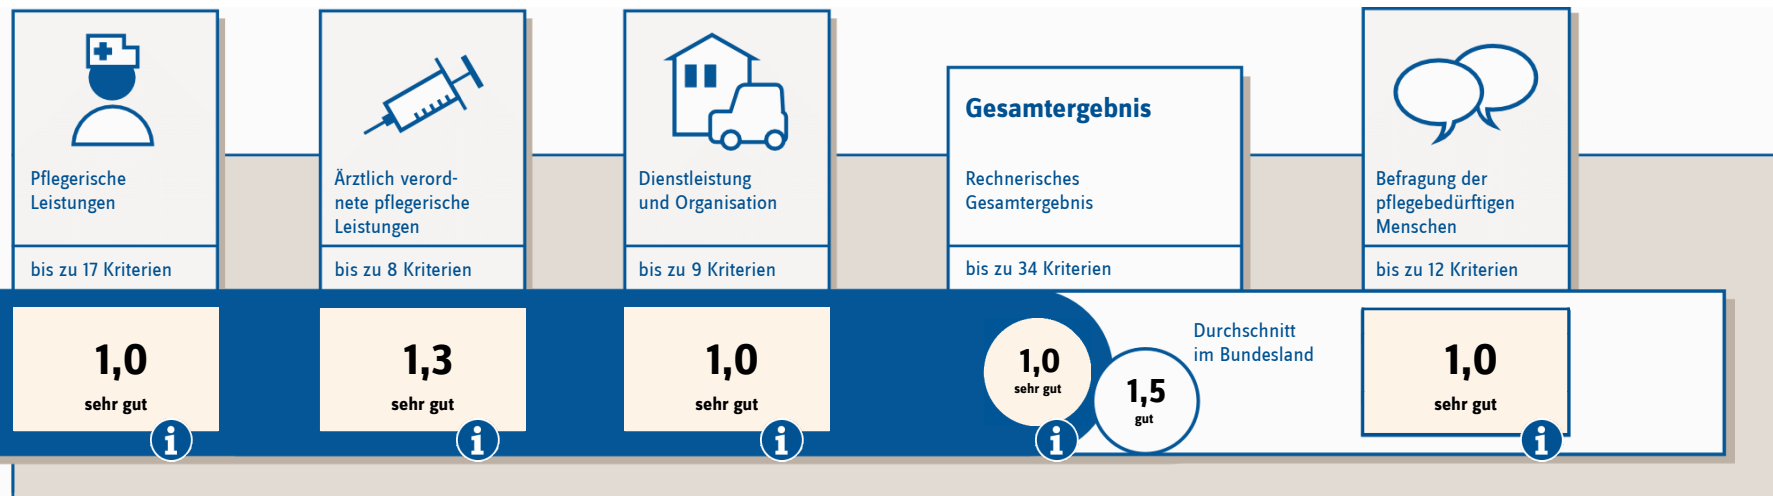 Pflegerische
Leistungen
bis zu 17 Kriterien
1,0
sehr gut
i
Ärztlich verord-
nete pflegerische
Leistungen
bis zu 8 Kriterien
1,3
sehr gut
i
Dienstleistung
und Organisation
bis zu 9 Kriterien
1,0
sehr gut
i
Gesamtergebnis
Rechnerisches
Gesamtergebnis
bis zu 34 Kriterien
1,0
sehr gut
i
1,5
gut
Durchschnitt
im Bundesland
Befragung der
pflegebedürftigen
Menschen
bis zu 12 Kriterien
1,0
sehr gut
i